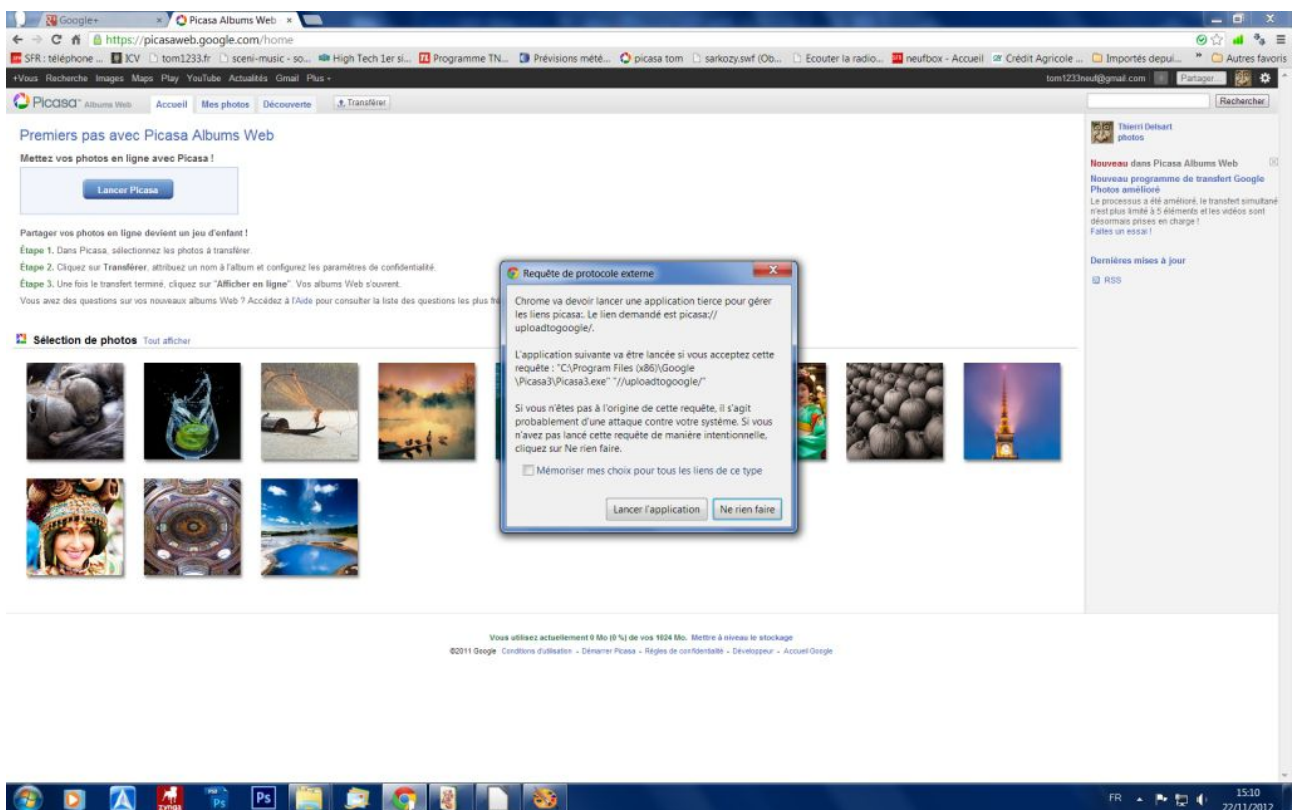 Google+
Picasa Albums Web
https://picasaweb.google.com/home
SFR : téléphone ... ICV tom1233.fr sceni-music - so... High Tech 1er si... Programme TN... Prévisions mété... picasa tom sarkozy.swf (Ob... Ecouter la radio... neufbox - Accueil Crédit Agricole ... Importés depui... » Autres favoris
+Vous Recherche Images Maps Play YouTube Actualités Gmail Plus
tom1233neuf@gmail.com Partager...
Picasa™ Albums Web Accueil Mes photos Découverte Transférer Rechercher
Premiers pas avec Picasa Albums Web
Mettez vos photos en ligne avec Picasa !
Lancer Picasa
Partager vos photos en ligne devient un jeu d'enfant !
Étape 1. Dans Picasa, sélectionnez les photos à transférer.
Étape 2. Cliquez sur Transférer, attribuez un nom à l'album et configurez les paramètres de confidentialité.
Étape 3. Une fois le transfert terminé, cliquez sur "Afficher en ligne". Vos albums Web s'ouvrent.
Vous avez des questions sur vos nouveaux albums Web ? Accédez à l'Aide pour consulter la liste des questions les plus
Sélection de photos Tout afficher
Requête de protocole externe
Chrome va devoir lancer une application tierce pour gérer
les liens picasa:. Le lien demandé est picasa://
uploadtogoogle/.
L'application suivante va être lancée si vous acceptez cette
requête : "C:\Program Files (x86)\Google
\Picasa3\Picasa3.exe" "//uploadtogoogle/"
Si vous n'êtes pas à l'origine de cette requête, il s'agit
probablement d'une attaque contre votre système. Si vous
n'avez pas lancé cette requête de manière intentionnelle,
cliquez sur Ne rien faire.
Mémoriser mes choix pour tous les liens de ce type
Lancer l'application Ne rien faire
Thierri Delsart
photos
Nouveau dans Picasa Albums Web
Nouveau programme de transfert Google
Photos amélioré
Le processus a été amélioré, le transfert simultané
n'est plus limité à 5 éléments et les vidéos sont
désormais prises en charge !
Faites un essai !
Dernières mises à jour
RSS
Vous utilisez actuellement 0 Mo (0 %) de vos 1024 Mo. Mettre à niveau le stockage
©2011 Google Conditions d'utilisation - Démarrer Picasa - Règles de confidentialité - Développeur - Accueil Google
zynga
Ps
Ps
FR
15:10
22/11/2012